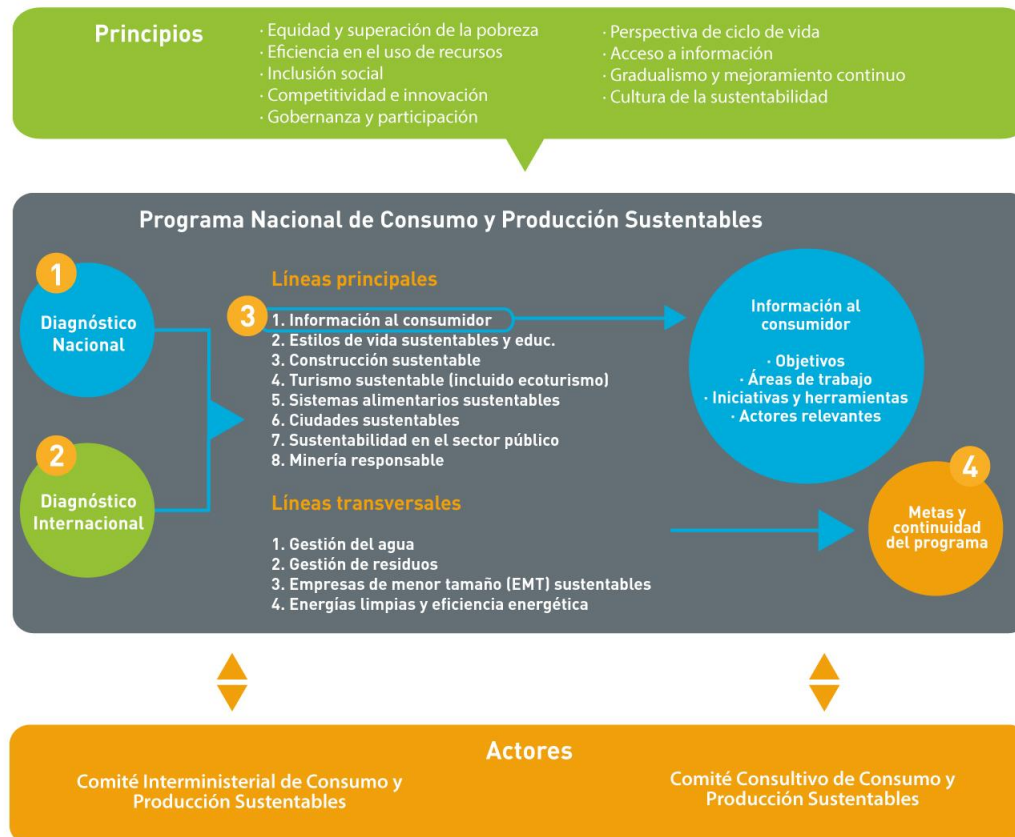 Principios
· Equidad y superación de la pobreza
· Eficiencia en el uso de recursos
· Inclusión social
· Competitividad e innovación
· Gobernanza y participación
· Perspectiva de ciclo de vida
· Acceso a información
· Gradualismo y mejoramiento continuo
· Cultura de la sustentabilidad
Programa Nacional de Consumo y Producción Sustentables
1
Diagnóstico
Nacional
2
Diagnóstico
Internacional
Líneas principales
3
1. Información al consumidor
2. Estilos de vida sustentables y educ.
3. Construcción sustentable
4. Turismo sustentable (incluido ecoturismo)
5. Sistemas alimentarios sustentables
6. Ciudades sustentables
7. Sustentabilidad en el sector público
8. Minería responsable
Líneas transversales
1. Gestión del agua
2. Gestión de residuos
3. Empresas de menor tamaño (EMT) sustentables
4. Energías limpias y eficiencia energética
Información al
consumidor
· Objetivos
· Áreas de trabajo
· Iniciativas y herramientas
· Actores relevantes
4
Metas y
continuidad
del programa
Actores
Comité Interministerial de Consumo y
Producción Sustentables
Comité Consultivo de Consumo y
Producción Sustentables